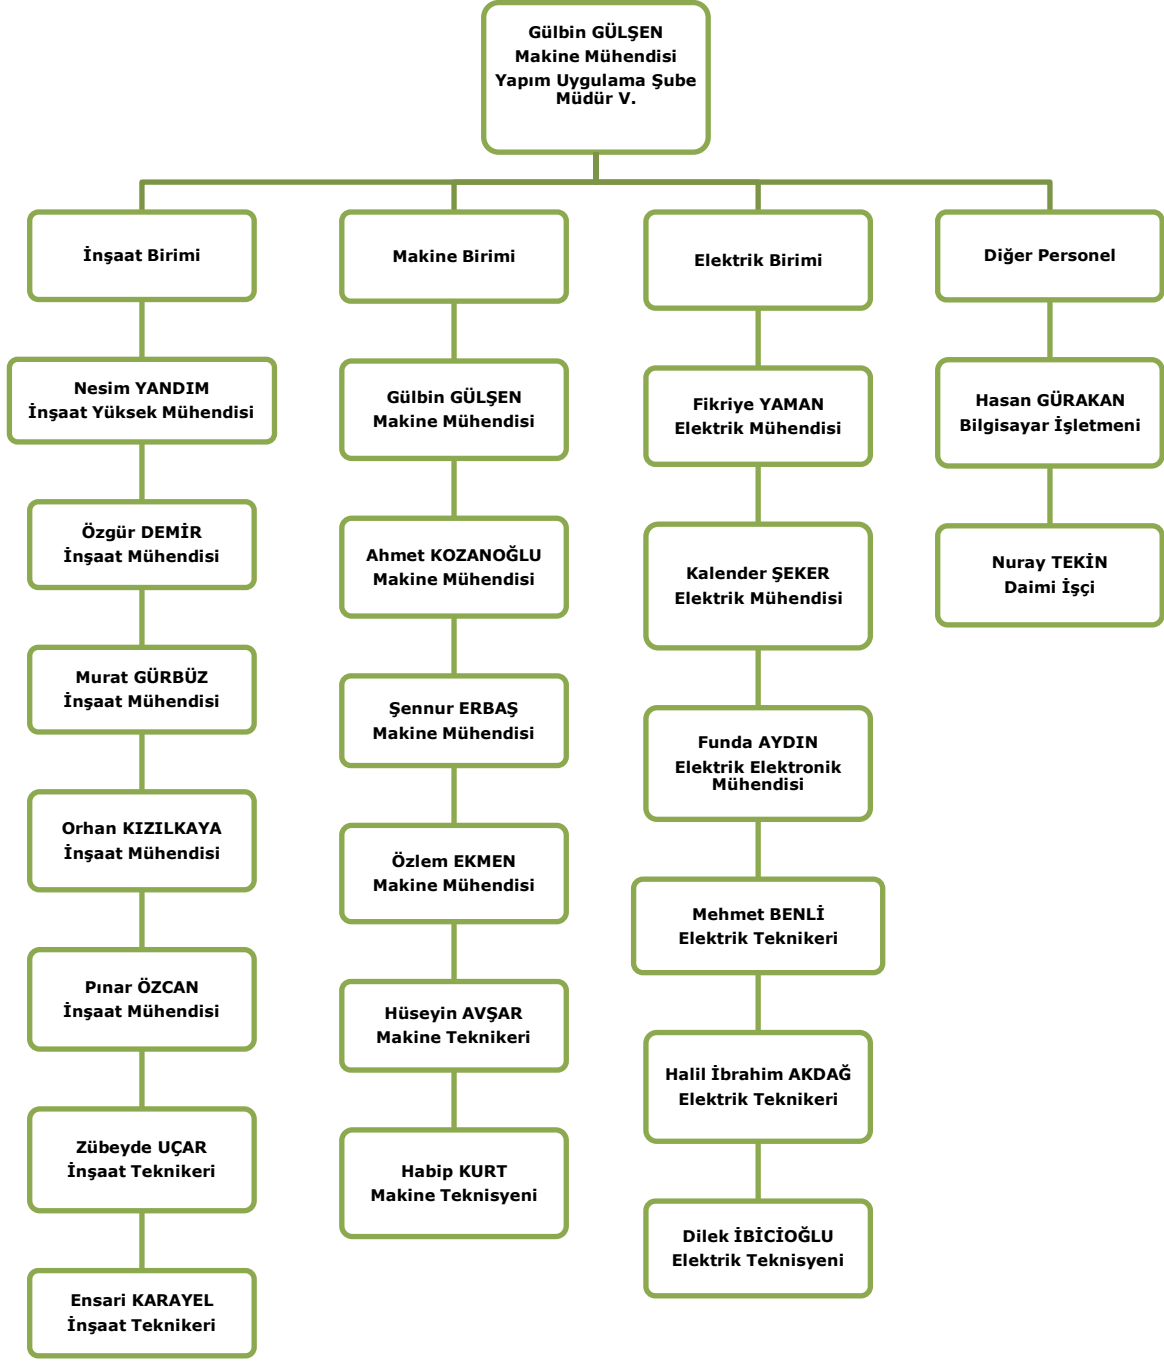 Gülbin GÜLŞEN
Makine Mühendisi
Yapım Uygulama Şube
Müdür V.
İnşaat Birimi
Nesim YANDIM
İnşaat Yüksek Mühendisi
Özgür DEMİR
İnşaat Mühendisi
Murat GÜRBÜZ
İnşaat Mühendisi
Orhan KIZILKAYA
İnşaat Mühendisi
Pınar ÖZCAN
İnşaat Mühendisi
Zübeyde UÇAR
İnşaat Teknikeri
Ensari KARAYEL
İnşaat Teknikeri
Makine Birimi
Gülbin GÜLŞEN
Makine Mühendisi
Ahmet KOZANOĞLU
Makine Mühendisi
Şennur ERBAŞ
Makine Mühendisi
Özlem EKMEN
Makine Mühendisi
Hüseyin AVŞAR
Makine Teknikeri
Habip KURT
Makine Teknisyeni
Elektrik Birimi
Fikriye YAMAN
Elektrik Mühendisi
Kalender ŞEKER
Elektrik Mühendisi
Funda AYDIN
Elektrik Elektronik
Mühendisi
Mehmet BENLİ
Elektrik Teknikeri
Halil İbrahim AKDAĞ
Elektrik Teknikeri
Dilek İBİCİOĞLU
Elektrik Teknisyeni
Diğer Personel
Hasan GÜRAKAN
Bilgisayar İşletmeni
Nuray TEKİN
Daimi İşçi